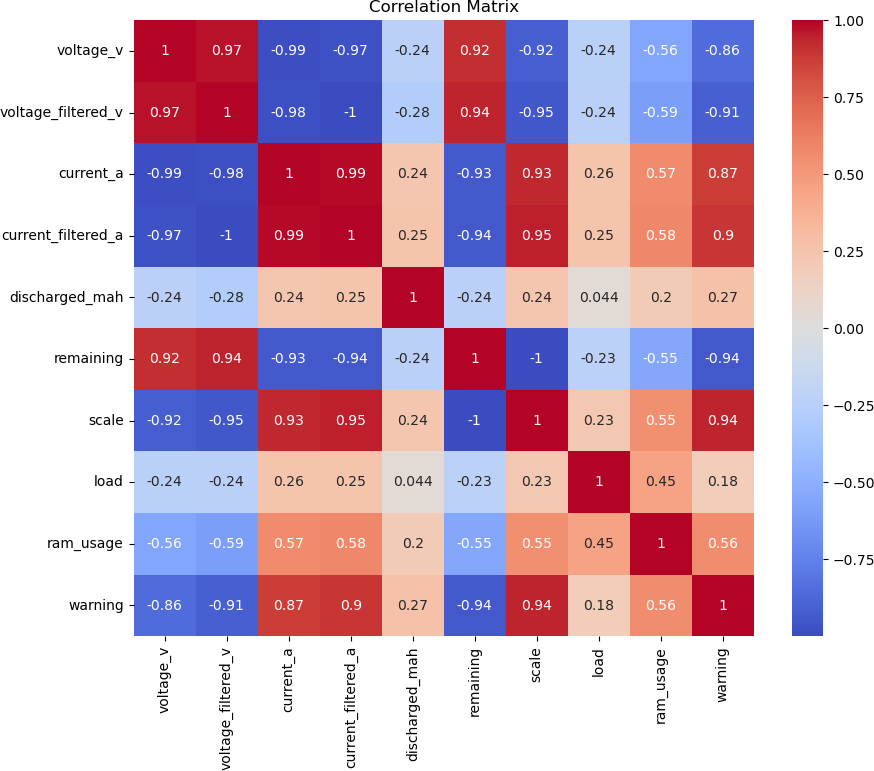 Correlation Matrix
voltage_v 1 0.97 -0.99 -0.97 -0.24 0.92 -0.92 -0.24 -0.56 -0.86
voltage_filtered_v 0.97 1 -0.98 -1 -0.28 0.94 -0.95 -0.24 -0.59 -0.91
current_a -0.99 -0.98 1 0.99 0.24 -0.93 0.93 0.26 0.57 0.87
current_filtered_a -0.97 -1 0.99 1 0.25 -0.94 0.95 0.25 0.58 0.9
discharged_mah -0.24 -0.28 0.24 0.25 1 -0.24 0.24 0.044 0.2 0.27
remaining 0.92 0.94 -0.93 -0.94 -0.24 1 -1 -0.23 -0.55 -0.94
scale -0.92 -0.95 0.93 0.95 0.24 -1 1 0.23 0.55 0.94
load -0.24 -0.24 0.26 0.25 0.044 -0.23 0.23 1 0.45 0.18
ram_usage -0.56 -0.59 0.57 0.58 0.2 -0.55 0.55 0.45 1 0.56
warning -0.86 -0.91 0.87 0.9 0.27 -0.94 0.94 0.18 0.56 1
voltage_v
voltage_filtered_v
current_a
current_filtered_a
discharged_mah
remaining
scale
load
ram_usage
warning
1.00
0.75
0.50
0.25
0.00
−0.25
−0.50
−0.75